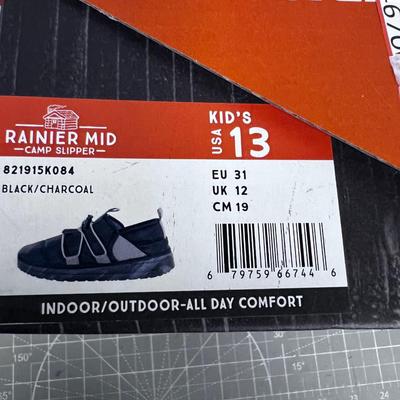 RAINIER MID
CAMP SLIPPER
821915K084
BLACK/CHARCOAL
KID'S
USA 13
EU 31
UK 12
CM 19
6 79759 66744 6
INDOOR/OUTDOOR-ALL DAY COMFORT